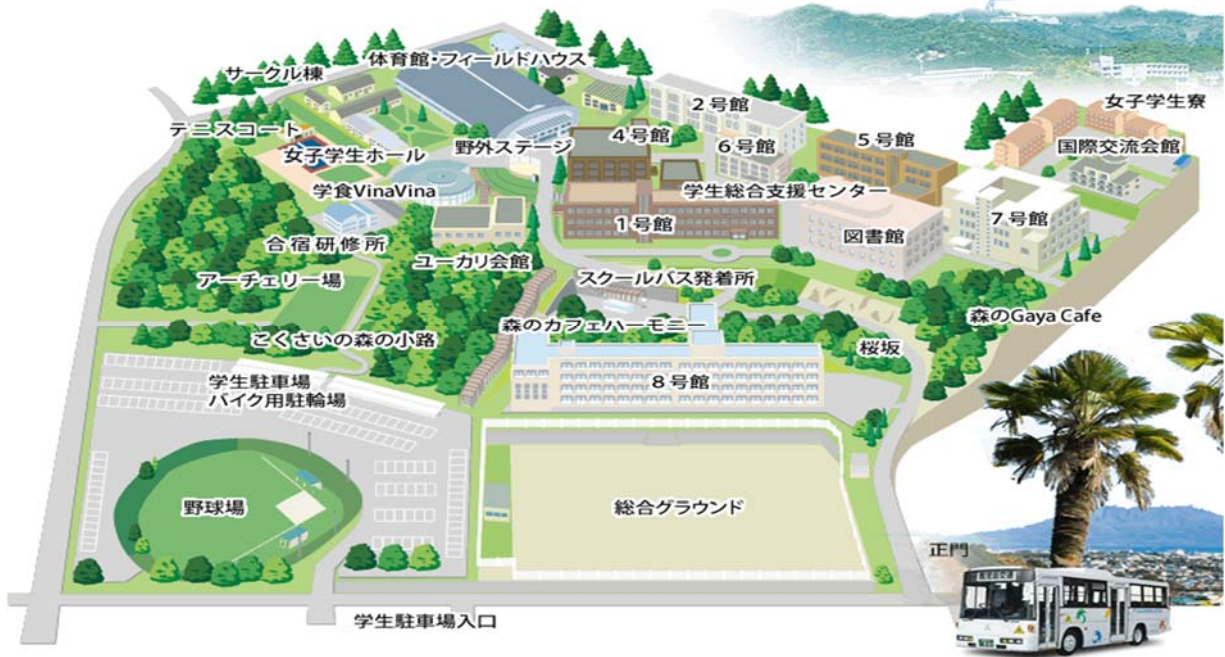 体育館・フィールドハウス
サークル棟
2号館
女子学生寮
テニスコート
4号館
5号館
女子学生ホール
野外ステージ
6号館
国際交流会館
学食VinaVina
学生総合支援センター
1号館
7号館
図書館
合宿研修所
ユーカリ会館
アーチェリー場
スクールバス発着所
森のGaya Cafe
こくさいの森の小路
森のカフェハーモニー
桜坂
学生駐車場
バイク用駐輪場
8号館
野球場
総合グラウンド
正門
学生駐車場入口